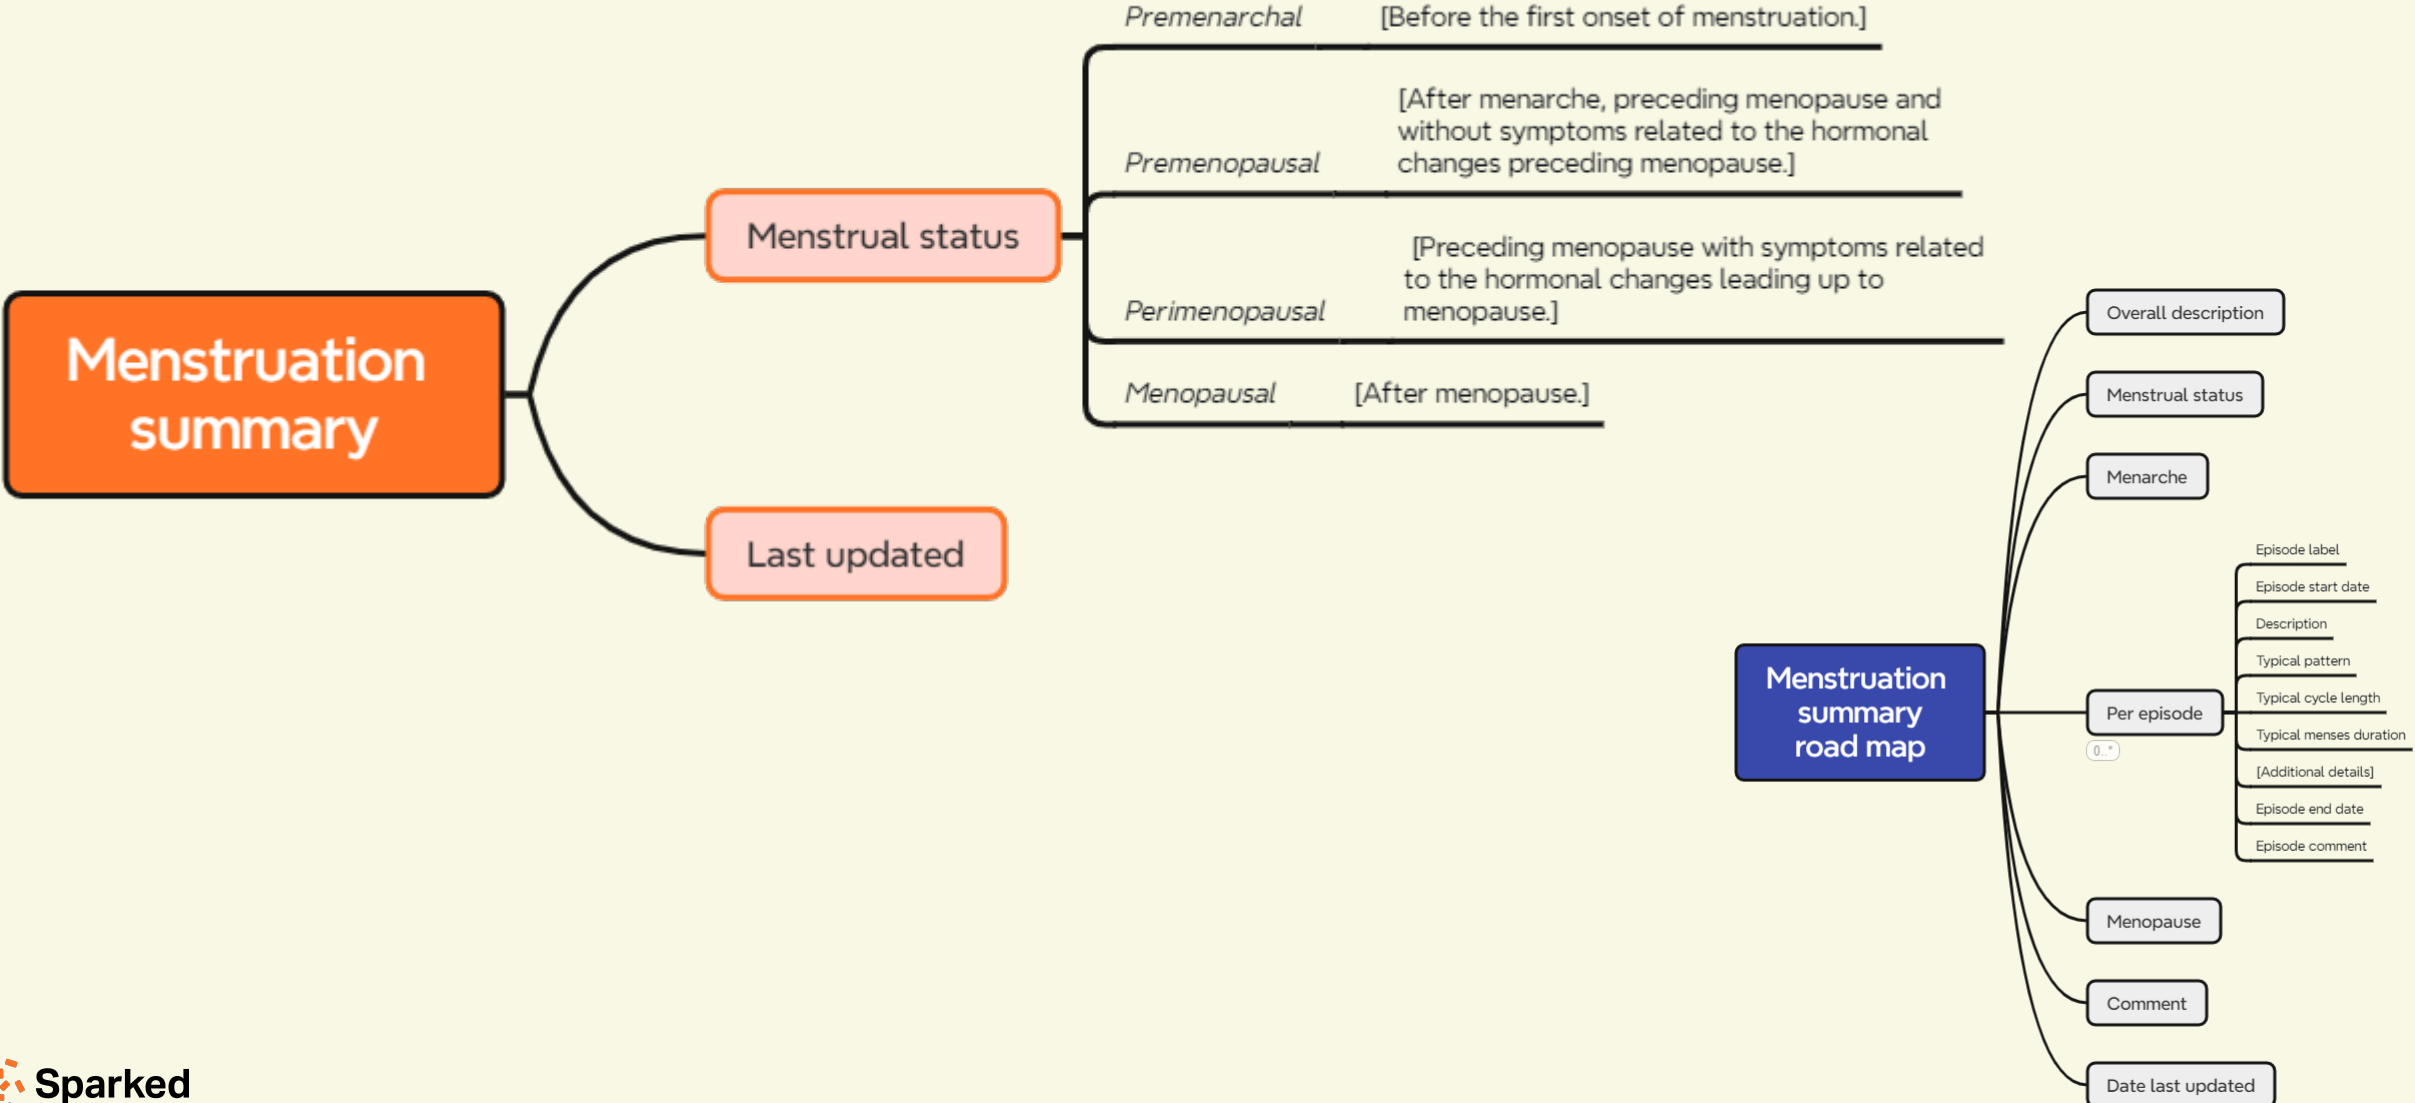 Premenarchal [Before the first onset of menstruation.]
[After menarche, preceding menopause and
without symptoms related to the hormonal
Premenopausal changes preceding menopause.]
Menstrual status
[Preceding menopause with symptoms related
to the hormonal changes leading up to
Perimenopausal menopause.]
Menopausal [After menopause.]
Menstruation
summary
Last updated
Overall description
Menstrual status
Menarche
Menstruation
summary
road map
Per episode
0..*
Episode label
Episode start date
Description
Typical pattern
Typical cycle length
Typical menses duration
[Additional details]
Episode end date
Episode comment
Menopause
Comment
Date last updated
Sparked